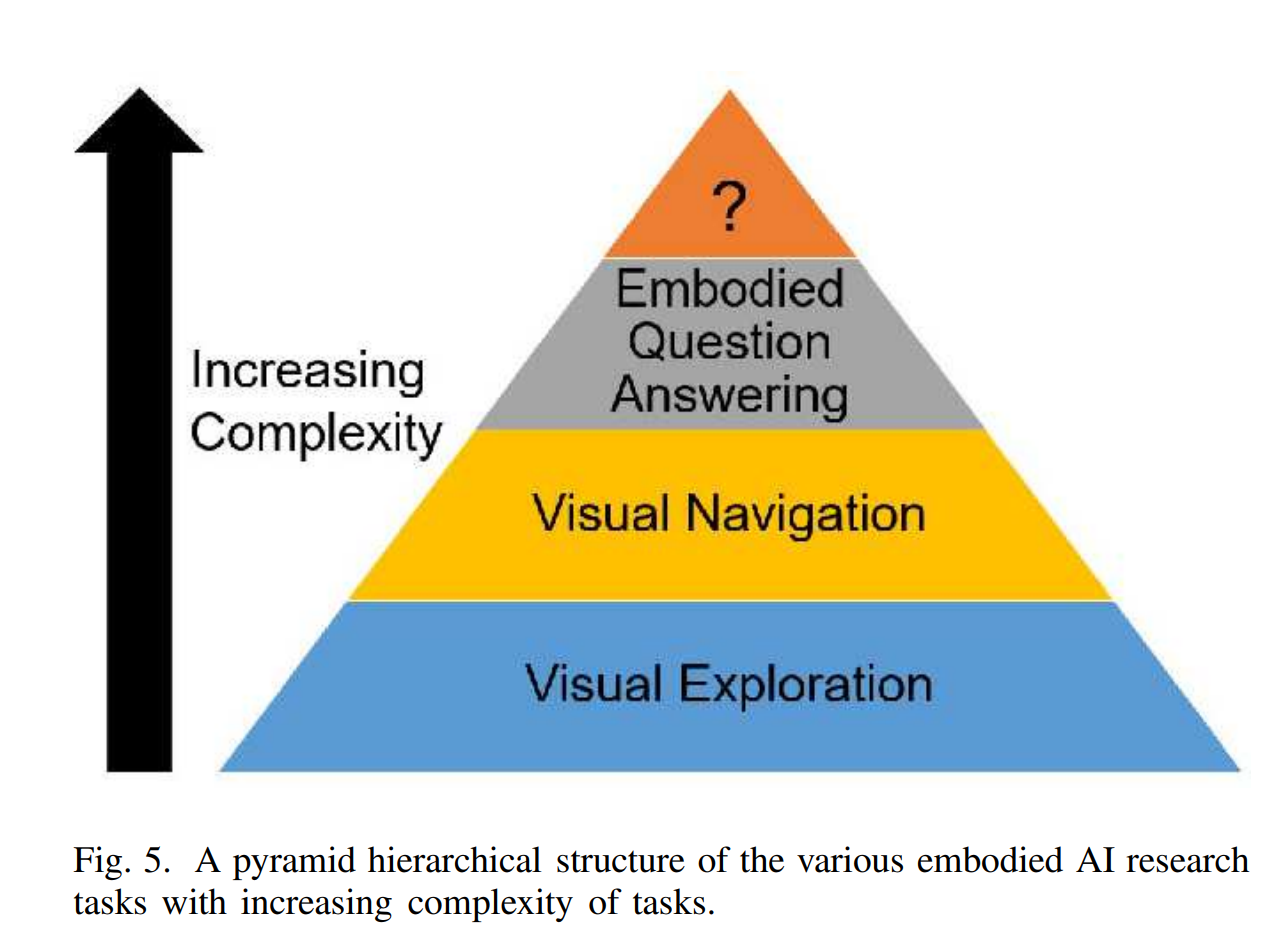 ?
Embodied
Question
Answering
Increasing
Complexity
Visual Navigation
Visual Exploration
Fig. 5. A pyramid hierarchical structure of the various embodied AI research
tasks with increasing complexity of tasks.